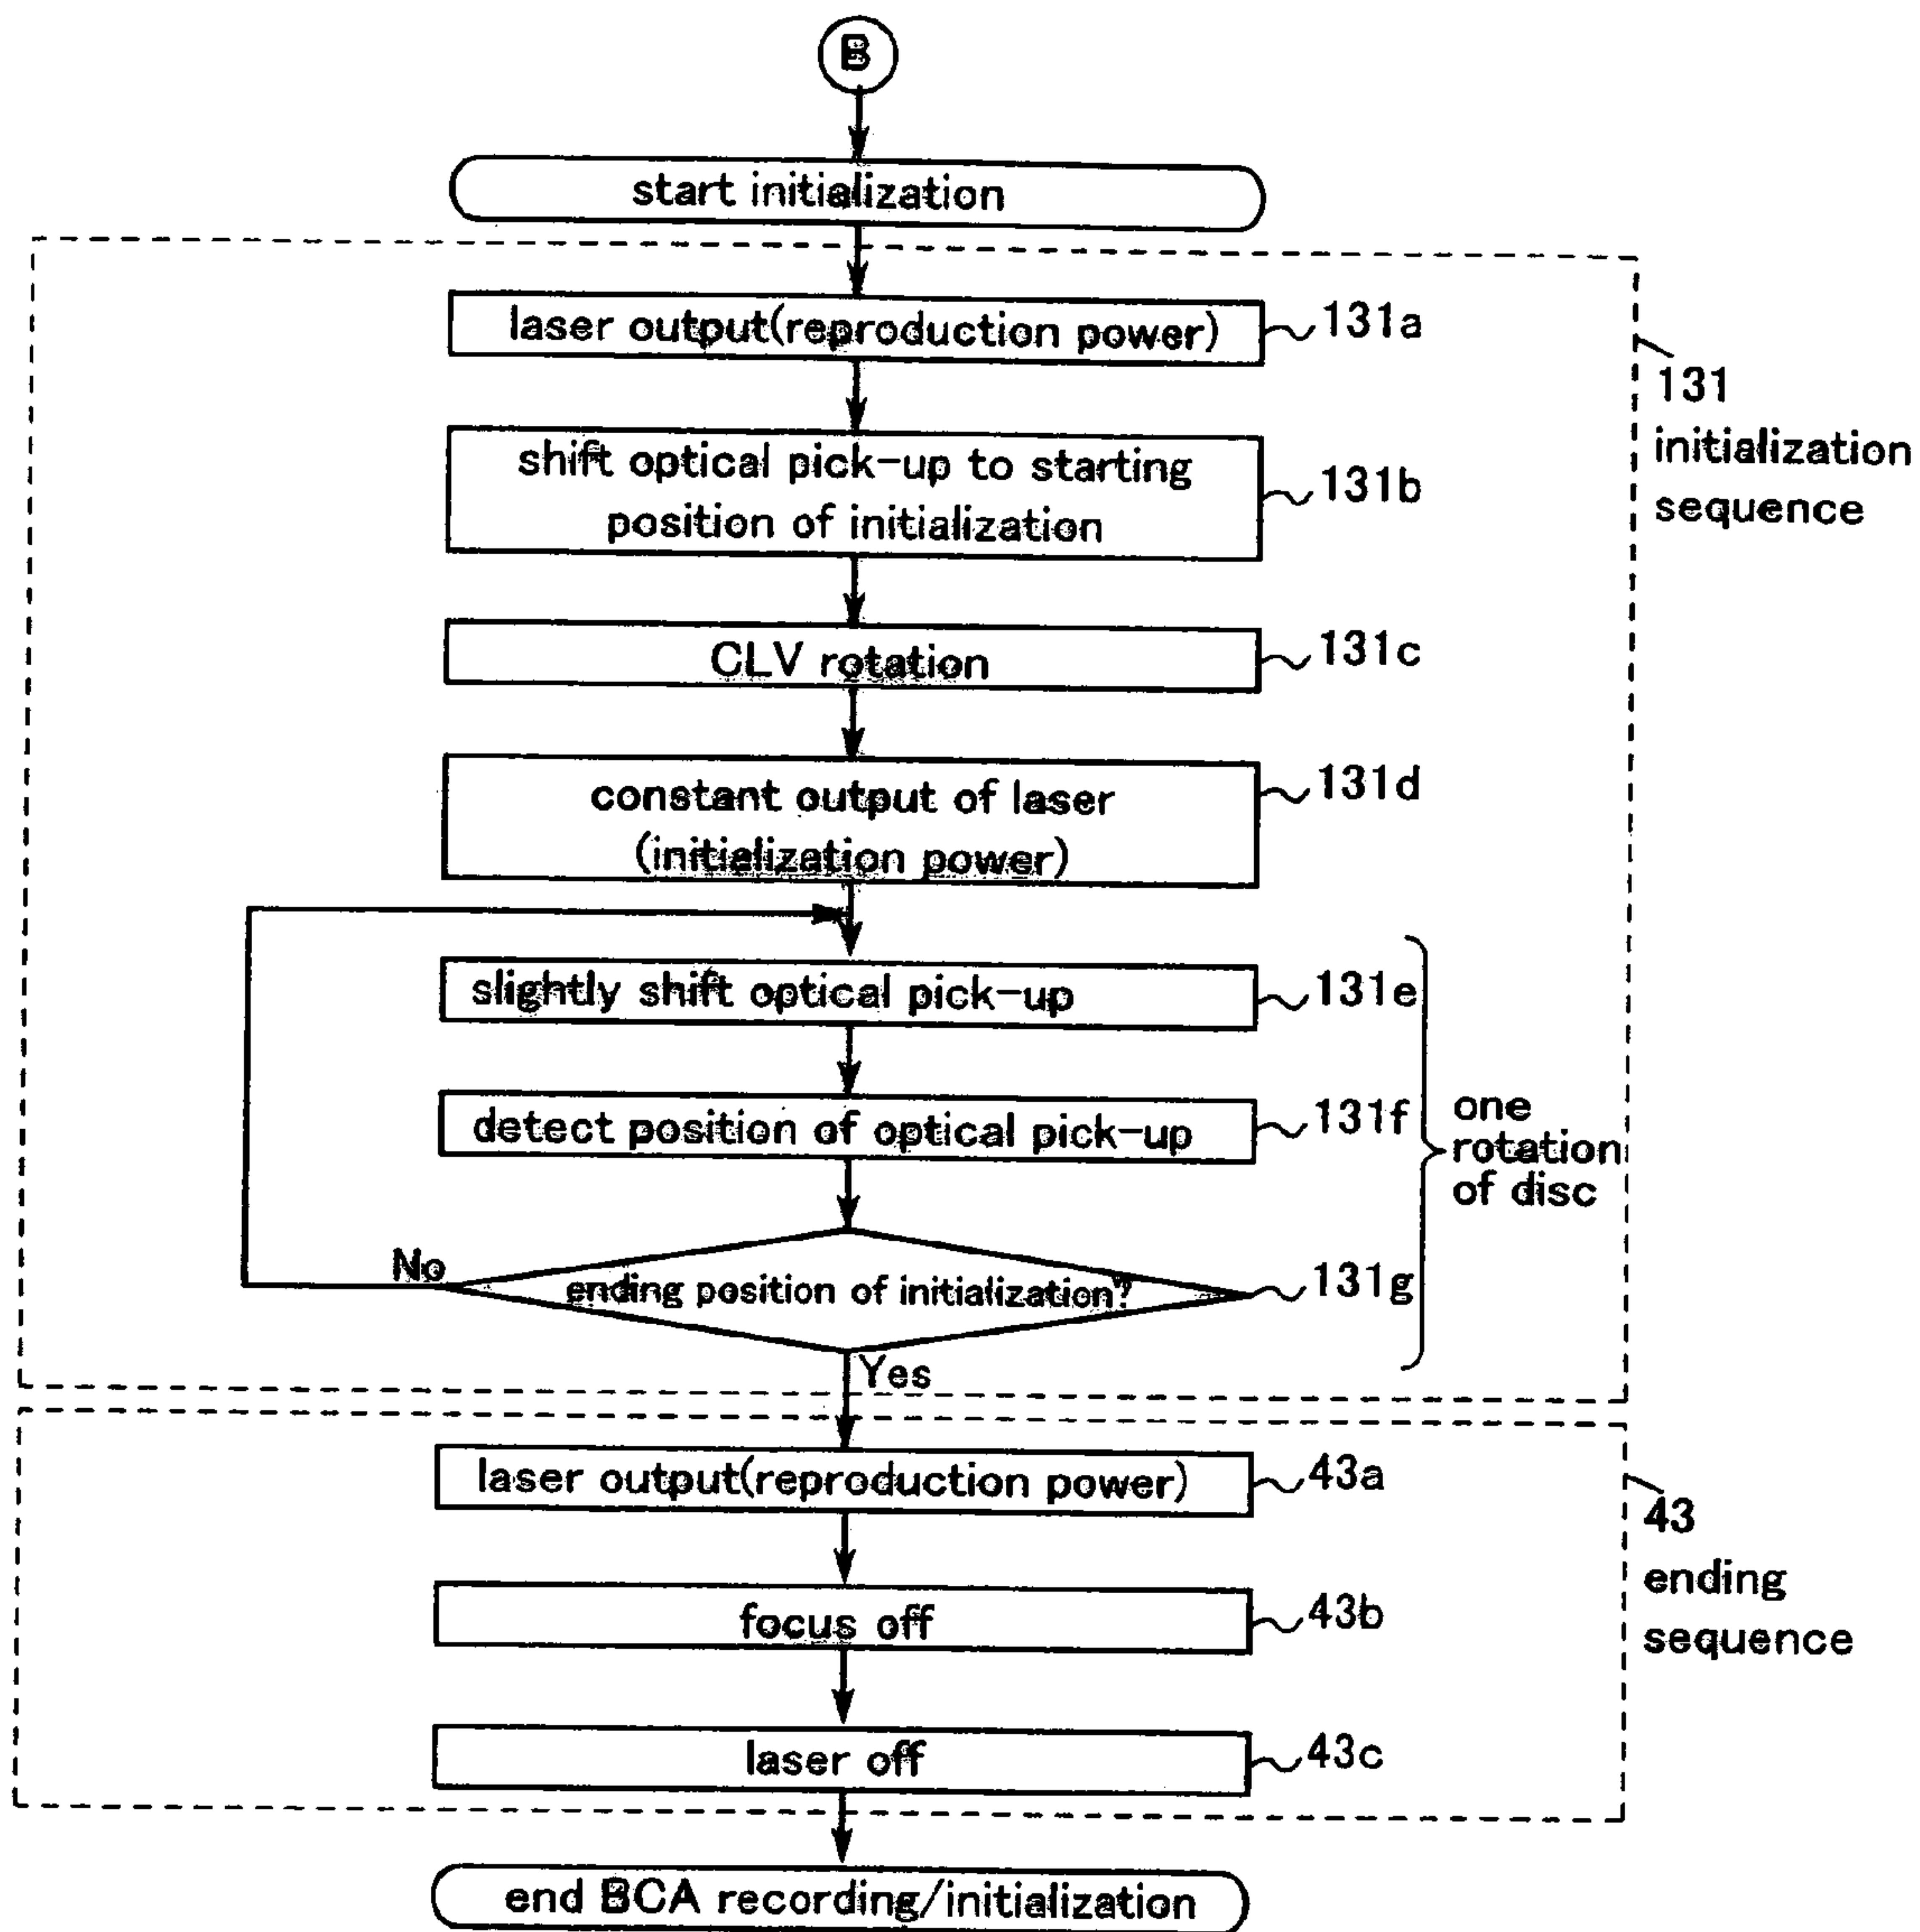 B
start initialization
laser output(reproduction power)
131a
131
initialization
sequence
shift optical pick-up to starting
position of initialization
131b
CLV rotation
131c
constant output of laser
(initialization power)
131d
slightly shift optical pick-up
131e
detect position of optical pick-up
131f
one
rotation
of disc
No
ending position of initialization?
131g
Yes
laser output(reproduction power)
43a
43
ending
sequence
focus off
43b
laser off
43c
end BCA recording/initialization